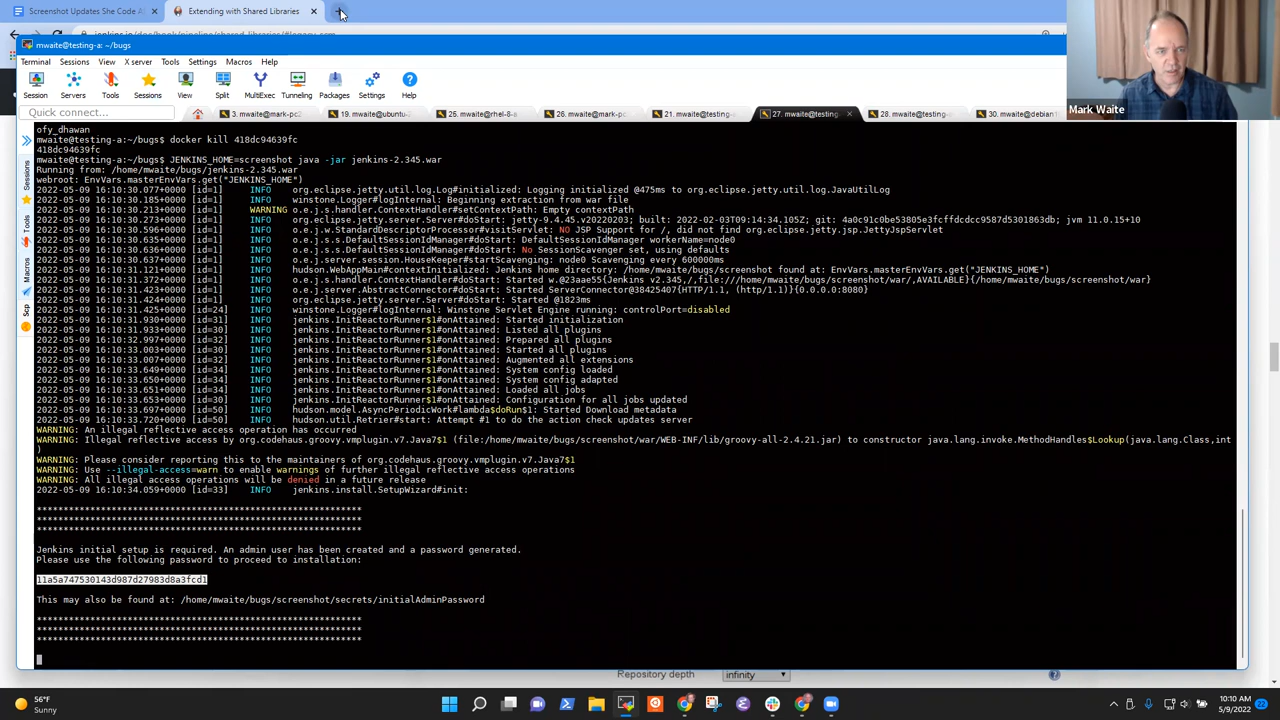 Screenshot Updates She Code A
Extending with Shared Libraries
jenkins.io/doc/book/pipeline/shared-libraries/#legacy-scm
mwaite@testing-a: ~/bugs
Terminal Sessions View X server Tools Settings Macros Help
Session Servers Tools Sessions View Split MultiExec Tunneling Packages Settings Help
Mark Waite
Quick connect...
3. mwaite@mark-pc
19. mwaite@ubuntu-
25. mwaite@rhel-8-
26. mwaite@mark-pc
21. mwaite@testing-
27. mwaite@testing-
28. mwaite@testing-
30. mwaite@debian
Sessions
Tools
Macros
Scp
ofy_dhawan
mwaite@testing-a:~/bugs$ docker kill 418dc94639fc
418dc94639fc
mwaite@testing-a:~/bugs$ JENKINS_HOME=screenshot java -jar jenkins-2.345.war
Running from: /home/mwaite/bugs/jenkins-2.345.war
webroot: EnvVars.masterEnvVars.get("JENKINS_HOME")
2022-05-09 16:10:30.077+0000 [id=1] INFO org.eclipse.jetty.util.log.Log#initialized: Logging initialized @475ms to org.eclipse.jetty.util.log.JavaUtilLog
2022-05-09 16:10:30.185+0000 [id=1] INFO winstone.Logger#logInternal: Beginning extraction from war file
2022-05-09 16:10:30.213+0000 [id=1] WARNING o.e.j.s.handler.ContextHandler#setContextPath: Empty contextPath
2022-05-09 16:10:30.273+0000 [id=1] INFO org.eclipse.jetty.server.Server#doStart: jetty-9.4.45.v20220203; built: 2022-02-03T09:14:34.105Z; git: 4a0c91c0be53805e3fcffdcdcc9587d5301863db; jvm 11.0.15+10
2022-05-09 16:10:30.596+0000 [id=1] INFO o.e.j.w.StandardDescriptorProcessor#visitServlet: NO JSP Support for /, did not find org.eclipse.jetty.jsp.JettyJspServlet
2022-05-09 16:10:30.635+0000 [id=1] INFO o.e.j.s.s.DefaultSessionIdManager#doStart: DefaultSessionIdManager workerName=node0
2022-05-09 16:10:30.635+0000 [id=1] INFO o.e.j.s.s.DefaultSessionIdManager#doStart: No SessionScavenger set, using defaults
2022-05-09 16:10:30.636+0000 [id=1] INFO o.e.j.server.session.HouseKeeper#startScavenging: node0 Scavenging every 600000ms
2022-05-09 16:10:31.121+0000 [id=1] INFO hudson.WebAppMain#contextInitialized: Jenkins home directory: /home/mwaite/bugs/screenshot found at: EnvVars.masterEnvVars.get("JENKINS_HOME")
2022-05-09 16:10:31.371+0000 [id=1] INFO o.e.j.s.handler.ContextHandler#doStart: Started w.@23aae55{Jenkins v2.345,/,file:///home/mwaite/bugs/screenshot/war/,AVAILABLE}{/home/mwaite/bugs/screenshot/war}
2022-05-09 16:10:31.423+0000 [id=1] INFO o.e.j.server.AbstractConnector#doStart: Started ServerConnector@38425407{HTTP/1.1, (http/1.1)}{0.0.0.0:8080}
2022-05-09 16:10:31.424+0000 [id=1] INFO org.eclipse.jetty.server.Server#doStart: Started @1823ms
2022-05-09 16:10:31.425+0000 [id=24] INFO winstone.Logger#logInternal: Winstone Servlet Engine running: controlPort=disabled
2022-05-09 16:10:31.930+0000 [id=31] INFO jenkins.InitReactorRunner$1#onAttained: Started initialization
2022-05-09 16:10:31.933+0000 [id=30] INFO jenkins.InitReactorRunner$1#onAttained: Listed all plugins
2022-05-09 16:10:32.997+0000 [id=32] INFO jenkins.InitReactorRunner$1#onAttained: Prepared all plugins
2022-05-09 16:10:33.003+0000 [id=30] INFO jenkins.InitReactorRunner$1#onAttained: Started all plugins
2022-05-09 16:10:33.007+0000 [id=32] INFO jenkins.InitReactorRunner$1#onAttained: Augmented all extensions
2022-05-09 16:10:33.649+0000 [id=34] INFO jenkins.InitReactorRunner$1#onAttained: System config loaded
2022-05-09 16:10:33.650+0000 [id=34] INFO jenkins.InitReactorRunner$1#onAttained: System config adapted
2022-05-09 16:10:33.651+0000 [id=34] INFO jenkins.InitReactorRunner$1#onAttained: Loaded all jobs
2022-05-09 16:10:33.653+0000 [id=30] INFO jenkins.InitReactorRunner$1#onAttained: Configuration for all jobs updated
2022-05-09 16:10:33.697+0000 [id=50] INFO hudson.model.AsyncPeriodicWork#lambda$doRun$1: Started Download metadata
2022-05-09 16:10:33.720+0000 [id=50] INFO hudson.util.Retrier#start: Attempt #1 to do the action check updates server
WARNING: An illegal reflective access operation has occurred
WARNING: Illegal reflective access by org.codehaus.groovy.vmplugin.v7.Java7$1 (file:/home/mwaite/bugs/screenshot/war/WEB-INF/lib/groovy-all-2.4.21.jar) to constructor java.lang.invoke.MethodHandles$Lookup(java.lang.Class,int
)
WARNING: Please consider reporting this to the maintainers of org.codehaus.groovy.vmplugin.v7.Java7$1
WARNING: Use --illegal-access=warn to enable warnings of further illegal reflective access operations
WARNING: All illegal access operations will be denied in a future release
2022-05-09 16:10:34.059+0000 [id=33] INFO jenkins.install.SetupWizard#init:
*************************************************************
*************************************************************
*************************************************************
Jenkins initial setup is required. An admin user has been created and a password generated.
Please use the following password to proceed to installation:
11a5a747530143d987d27983d8a3fcd1
This may also be found at: /home/mwaite/bugs/screenshot/secrets/initialAdminPassword
*************************************************************
*************************************************************
*************************************************************
Repository depth infinity
56°F
Sunny
10:10 AM
5/9/2022
22